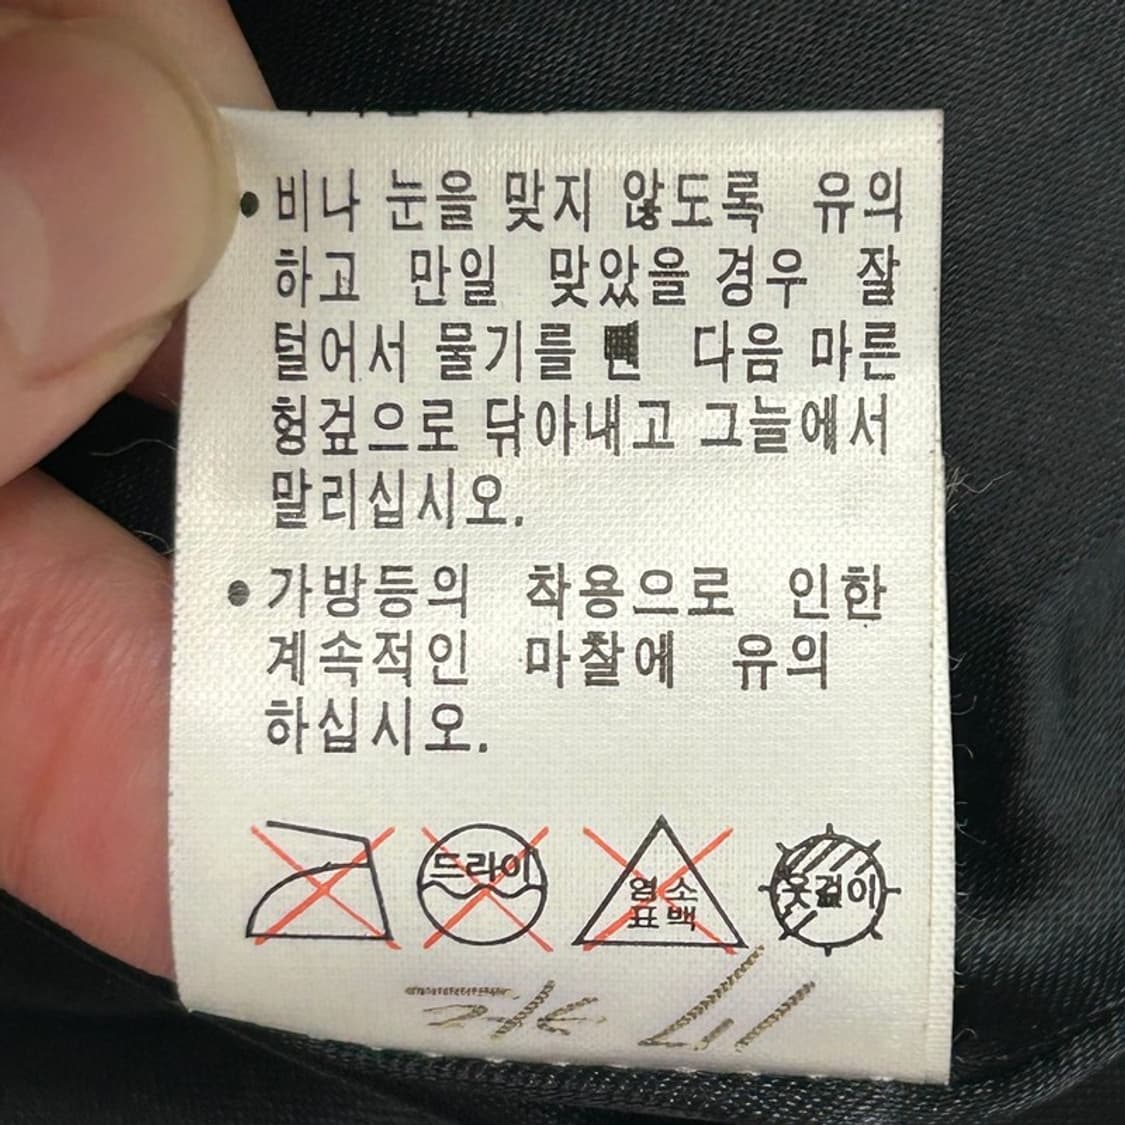 • 비나 눈을 맞지 않도록 유의
하고 만일 맞았을 경우 잘
털어서 물기를 뺀 다음 마른
헝겊으로 닦아내고 그늘에서
말리십시오.
• 가방등의 착용으로 인한
계속적인 마찰에 유의
하십시오.
드라이
염소
표백
옷걸이